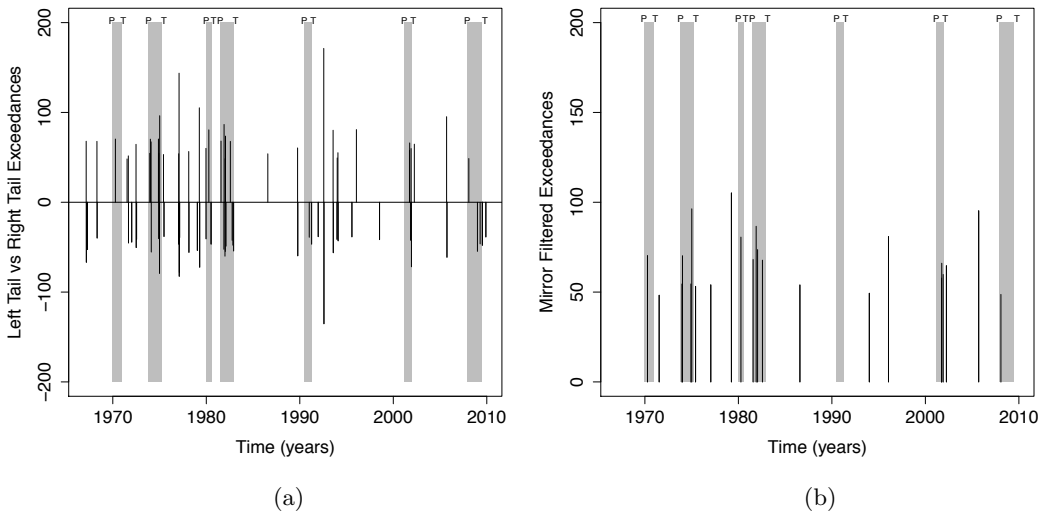 P T P T P T P T P T P T P T
200
100
0
−100
−200
Left Tail vs Right Tail Exceedances
1970 1980 1990 2000 2010
Time (years)
(a)
P T P T P T P T P T P T P T
200
150
100
50
0
Mirror Filtered Exceedances
1970 1980 1990 2000 2010
Time (years)
(b)